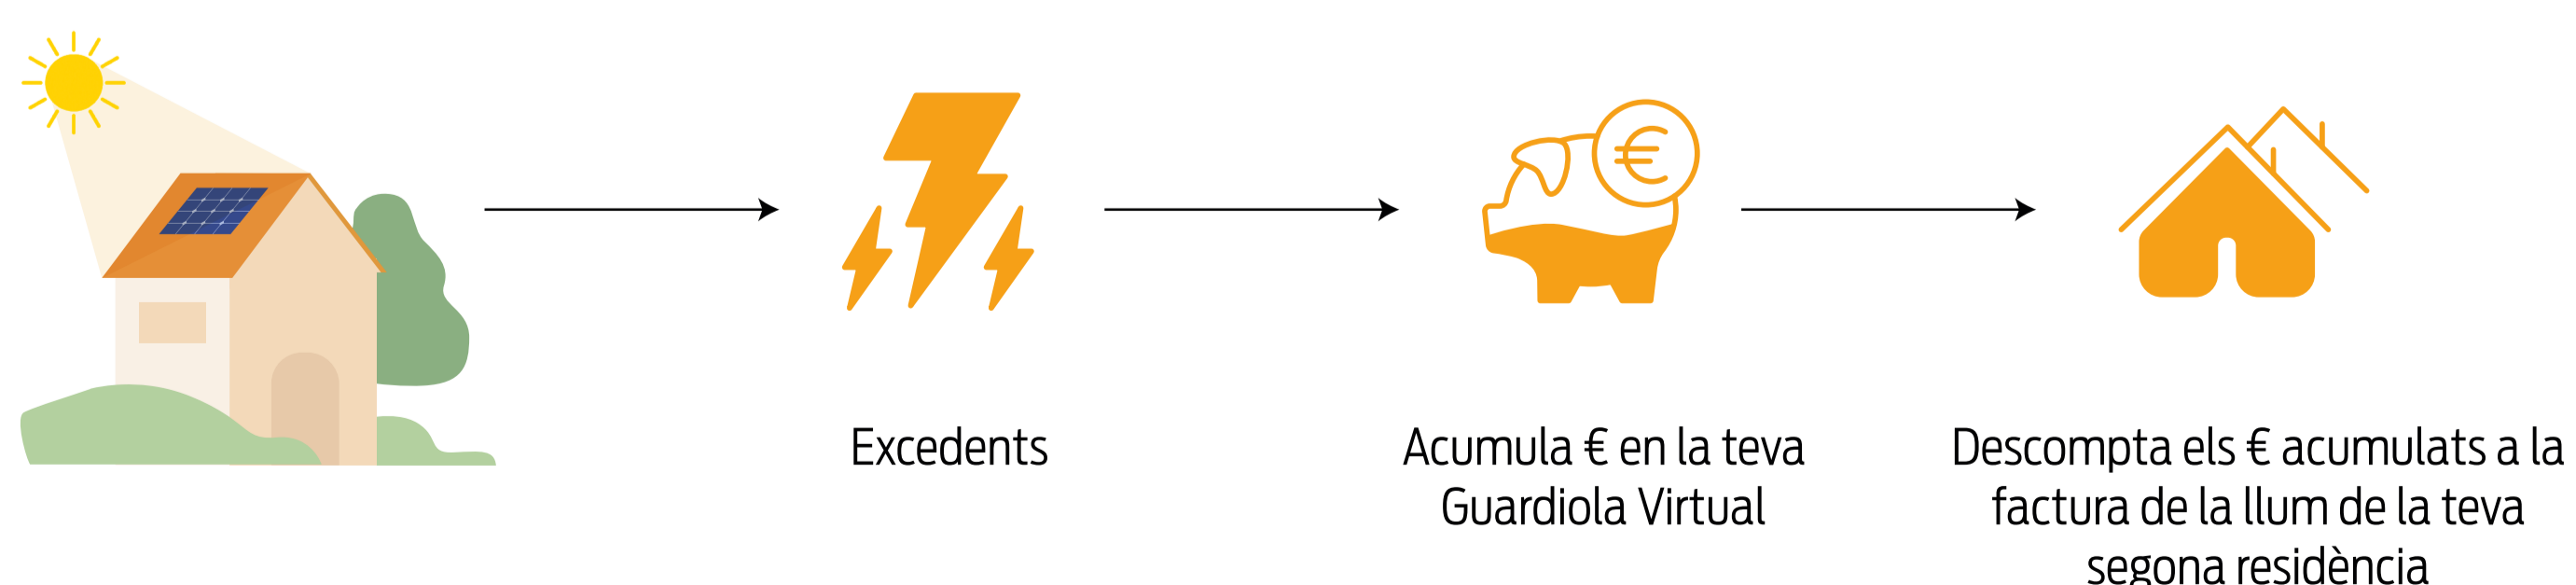 Excedents
Acumula € en la teva
Guardiola Virtual
Descompta els € acumulats a la
factura de la llum de la teva
segona residència